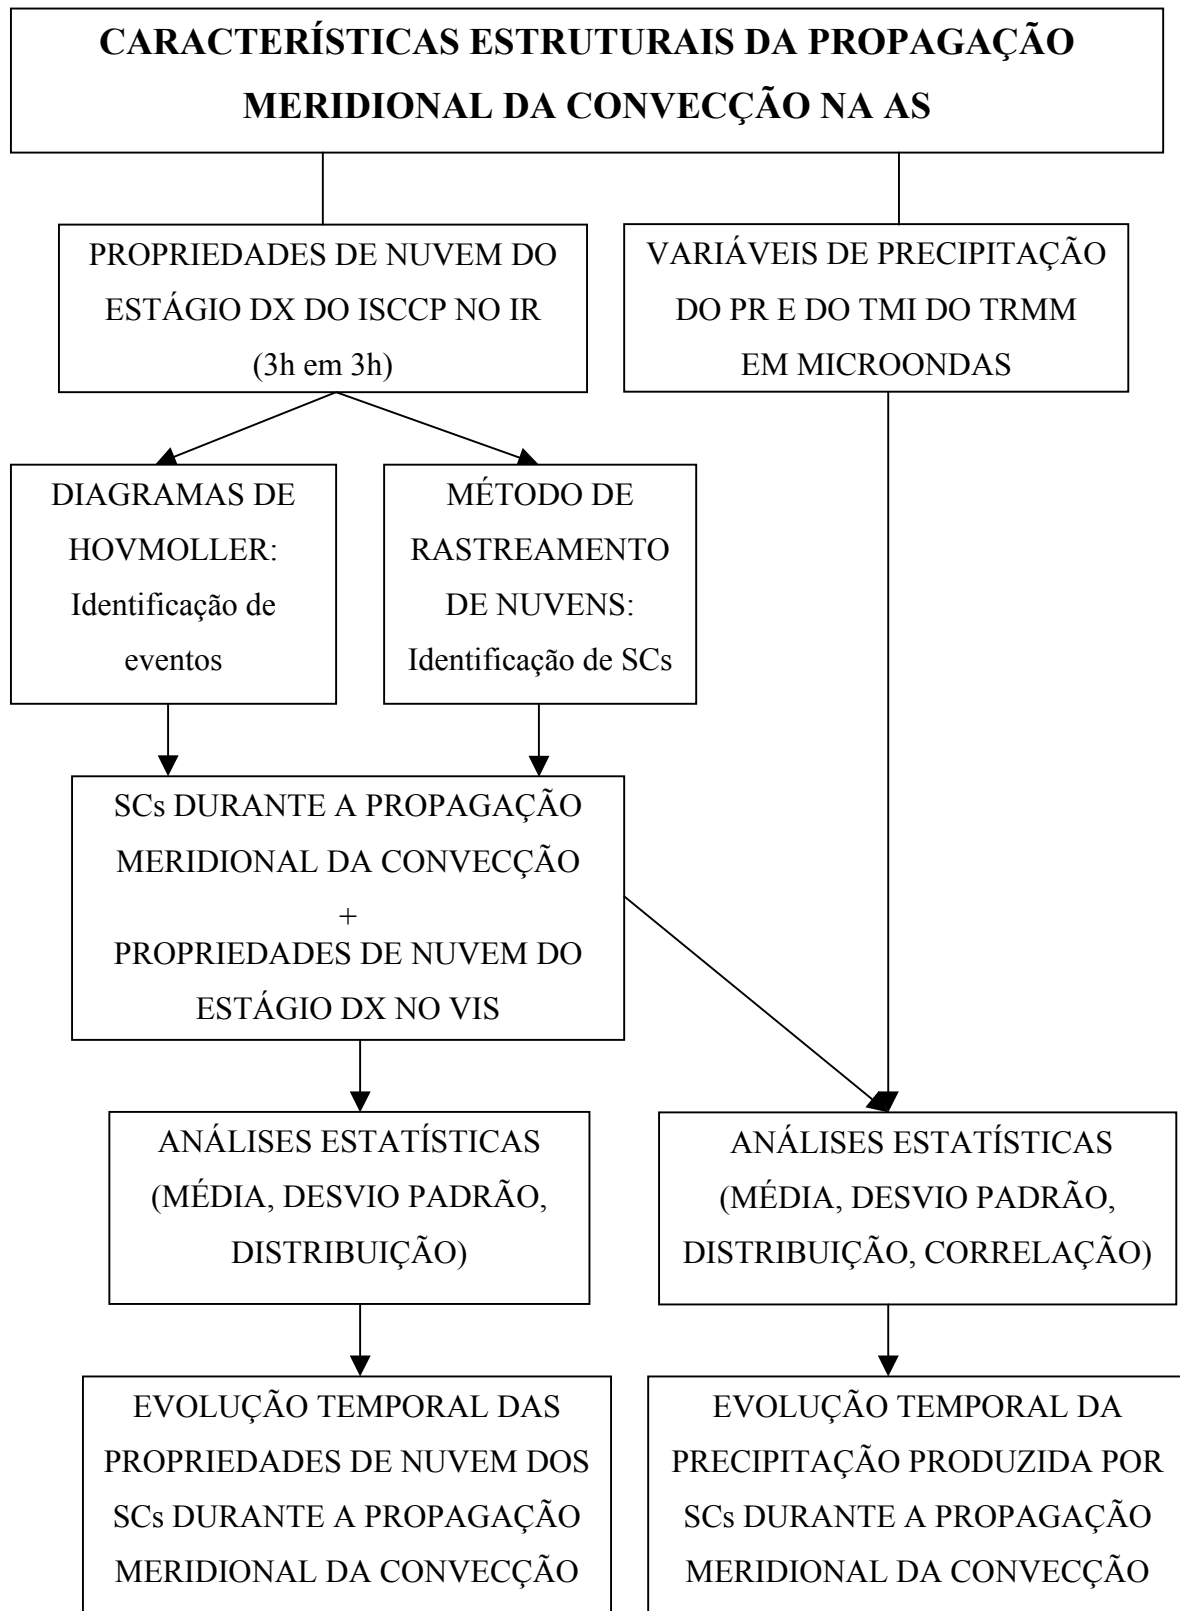 CARACTERÍSTICAS ESTRUTURAIS DA PROPAGAÇÃO
MERIDIONAL DA CONVECÇÃO NA AS
PROPRIEDADES DE NUVEM DO
ESTÁGIO DX DO ISCCP NO IR
(3h em 3h)
VARIÁVEIS DE PRECIPITAÇÃO
DO PR E DO TMI DO TRMM
EM MICROONDAS
DIAGRAMAS DE
HOVMOLLER:
Identificação de
eventos
MÉTODO DE
RASTREAMENTO
DE NUVENS:
Identificação de SCs
SCs DURANTE A PROPAGAÇÃO
MERIDIONAL DA CONVECÇÃO
+
PROPRIEDADES DE NUVEM DO
ESTÁGIO DX NO VIS
ANÁLISES ESTATÍSTICAS
(MÉDIA, DESVIO PADRÃO,
DISTRIBUIÇÃO)
ANÁLISES ESTATÍSTICAS
(MÉDIA, DESVIO PADRÃO,
DISTRIBUIÇÃO, CORRELAÇÃO)
EVOLUÇÃO TEMPORAL DAS
PROPRIEDADES DE NUVEM DOS
SCs DURANTE A PROPAGAÇÃO
MERIDIONAL DA CONVECÇÃO
EVOLUÇÃO TEMPORAL DA
PRECIPITAÇÃO PRODUZIDA POR
SCs DURANTE A PROPAGAÇÃO
MERIDIONAL DA CONVECÇÃO